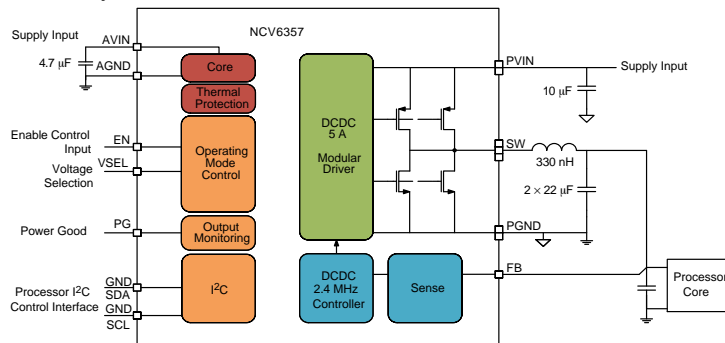 NCV6357
Supply Input
AVIN
4.7 μF
AGND
Core
Thermal
Protection
Enable Control
Input
EN
Voltage
Selection
VSEL
Operating
Mode
Control
Power Good
PG
Output
Monitoring
Processor I²C
Control Interface
GND
SDA
GND
SCL
I²C
DCDC
5 A
Modular
Driver
DCDC
2.4 MHz
Controller
Sense
PVIN
Supply Input
10 μF
SW
330 nH
2 × 22 μF
PGND
FB
Processor
Core